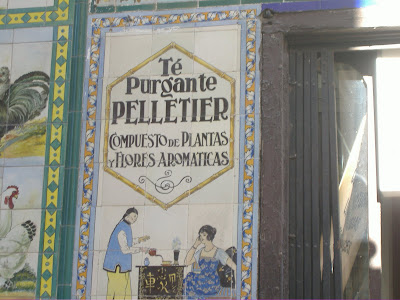 Té
Purgante
PELLETIER
COMPUESTO DE PLANTAS
Y FLORES AROMATICAS